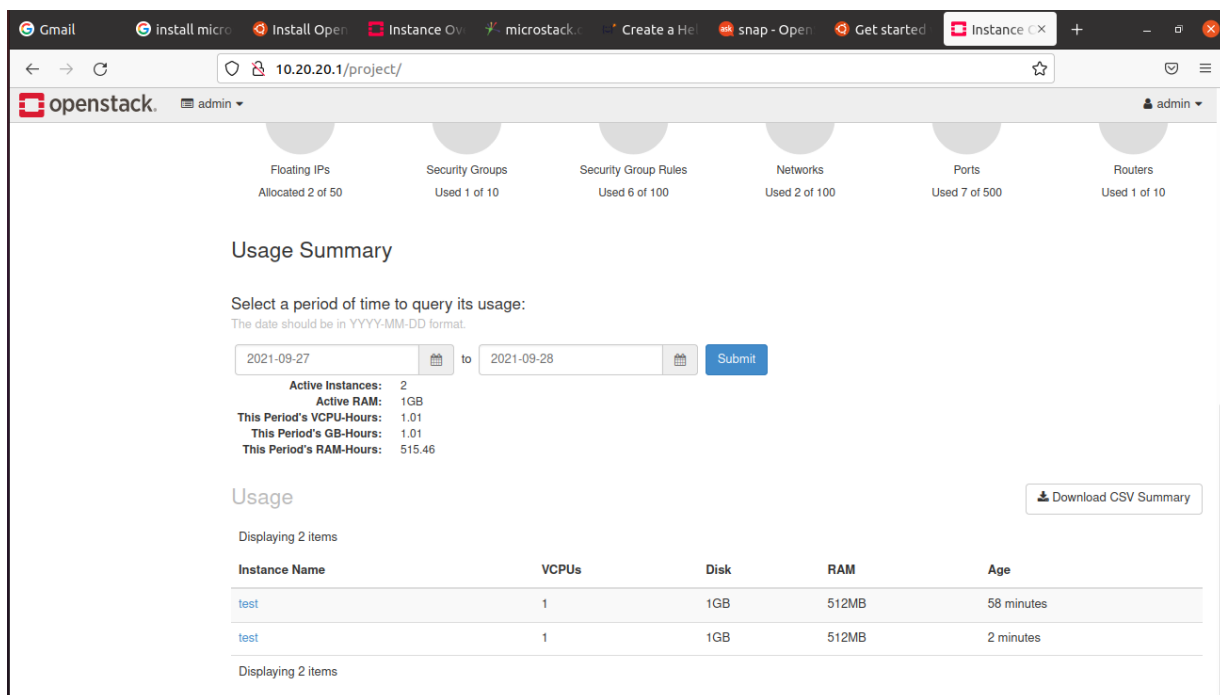 Gmail install micro Install Open Instance Ov microstack. Create a Hel ask snap - Open Get started Instance O
10.20.20.1/project/
openstack. admin admin
Floating IPs Security Groups Security Group Rules Networks Ports Routers
Allocated 2 of 50 Used 1 of 10 Used 6 of 100 Used 2 of 100 Used 7 of 500 Used 1 of 10
Usage Summary
Select a period of time to query its usage:
The date should be in YYYY-MM-DD format.
2021-09-27 to 2021-09-28 Submit
Active Instances: 2
Active RAM: 1GB
This Period's VCPU-Hours: 1.01
This Period's GB-Hours: 1.01
This Period's RAM-Hours: 515.46
Usage Download CSV Summary
Displaying 2 items
Instance Name VCPUs Disk RAM Age
test 1 1GB 512MB 58 minutes
test 1 1GB 512MB 2 minutes
Displaying 2 items